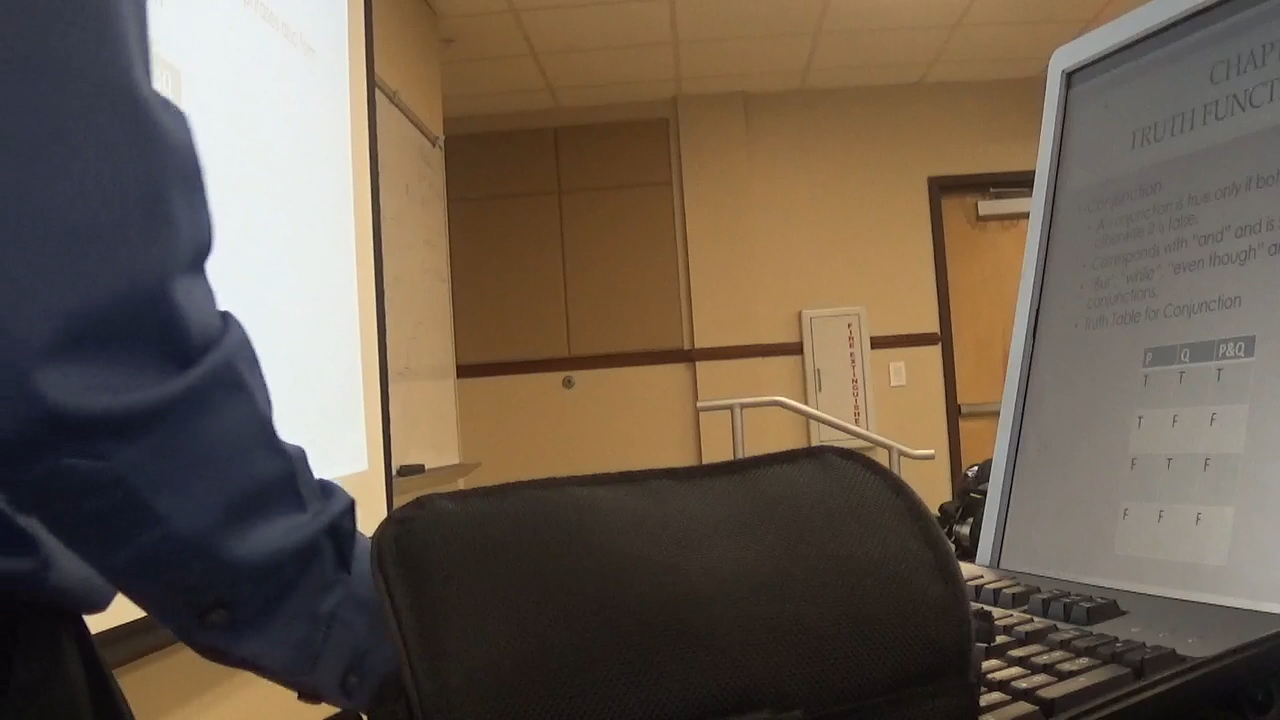 CHAP
TRUTH FUNCT
• Conjunction
• A conjunction is true only if bot
otherwise it is false.
• Corresponds with "and" and is
• "But", "while", "even though" a
conjunctions.
• Truth Table for Conjunction
P Q P&Q
T T T
T F F
F T F
F F F
FIRE EXTINGUISHE